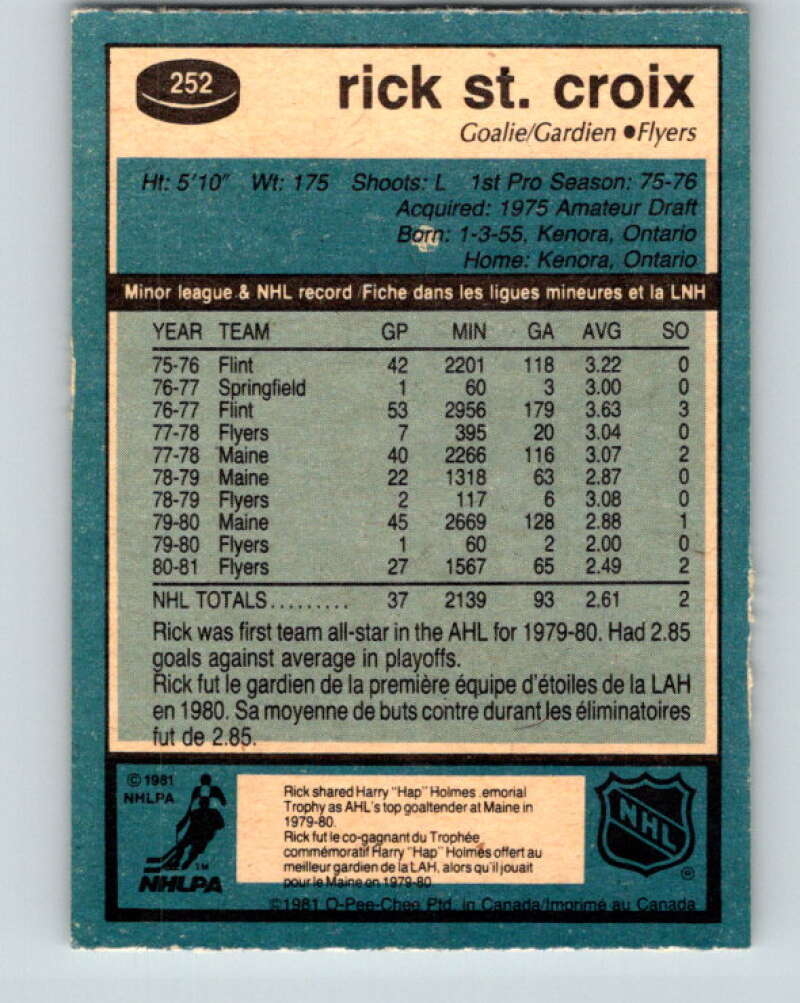 252
rick st. croix
Goalie/Gardien ●Flyers
Ht: 5'10" Wt: 175 Shoots: L 1st Pro Season: 75-76
Acquired: 1975 Amateur Draft
Born: 1-3-55, Kenora, Ontario
Home: Kenora, Ontario
Minor league & NHL record/Fiche dans les ligues mineures et la LNH
YEAR TEAM GP MIN GA AVG SO
75-76 Flint 42 2201 118 3.22 0
76-77 Springfield 1 60 3 3.00 0
76-77 Flint 53 2956 179 3.63 3
77-78 Flyers 7 395 20 3.04 0
77-78 Maine 40 2266 116 3.07 2
78-79 Maine 22 1318 63 2.87 0
78-79 Flyers 2 117 6 3.08 0
79-80 Maine 45 2669 128 2.88 1
79-80 Flyers 1 60 2 2.00 0
80-81 Flyers 27 1567 65 2.49 2
NHL TOTALS......... 37 2139 93 2.61 2
Rick was first team all-star in the AHL for 1979-80. Had 2.85
goals against average in playoffs.
Rick fut le gardien de la première équipe d'étoiles de la LAH
en 1980. Sa moyenne de buts contre durant les éliminatoires
fut de 2.85.
© 1981
NHLPA
TM
NHLPA
Rick shared Harry "Hap" Holmes .emorial
Trophy as AHL's top goaltender at Maine in
1979-80.
Rick fut le co-gagnant du Trophée
commémoratif Harry "Hap" Holmes offert au
meilleur gardien de la LAH, alors qu'il jouait
pour le Maine en 1979-80
NHL
®
©1981 O-Pee-Chee Ptd. in Canada/Imprimé au Canada